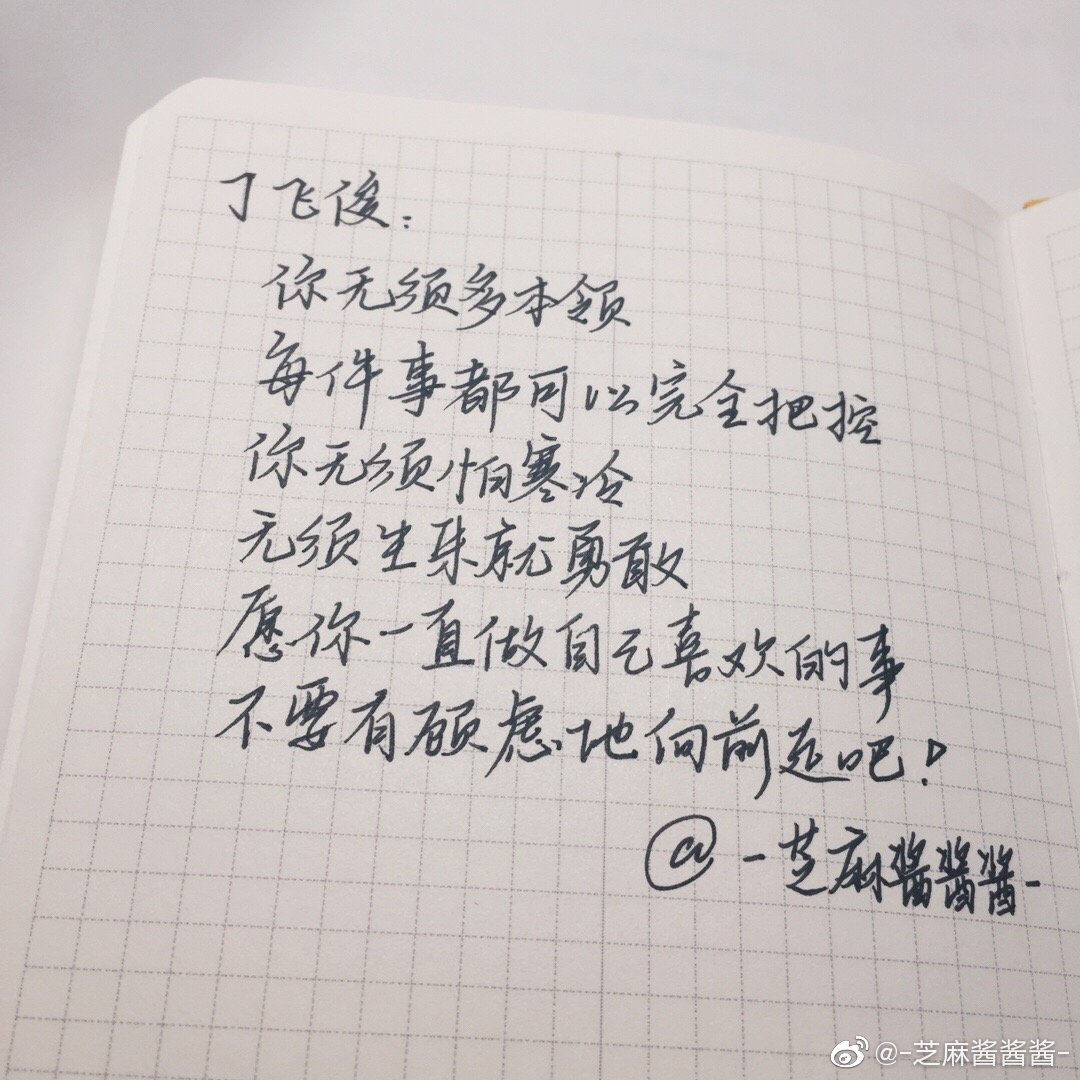 丁飞俊:
你无须多本领
每件事都可以完全把控
你无须怕寒冷
无须生来就勇敢
愿你一直做自己喜欢的事
不要有顾虑地向前走吧!
@-芝麻酱酱酱-
@-芝麻酱酱酱-